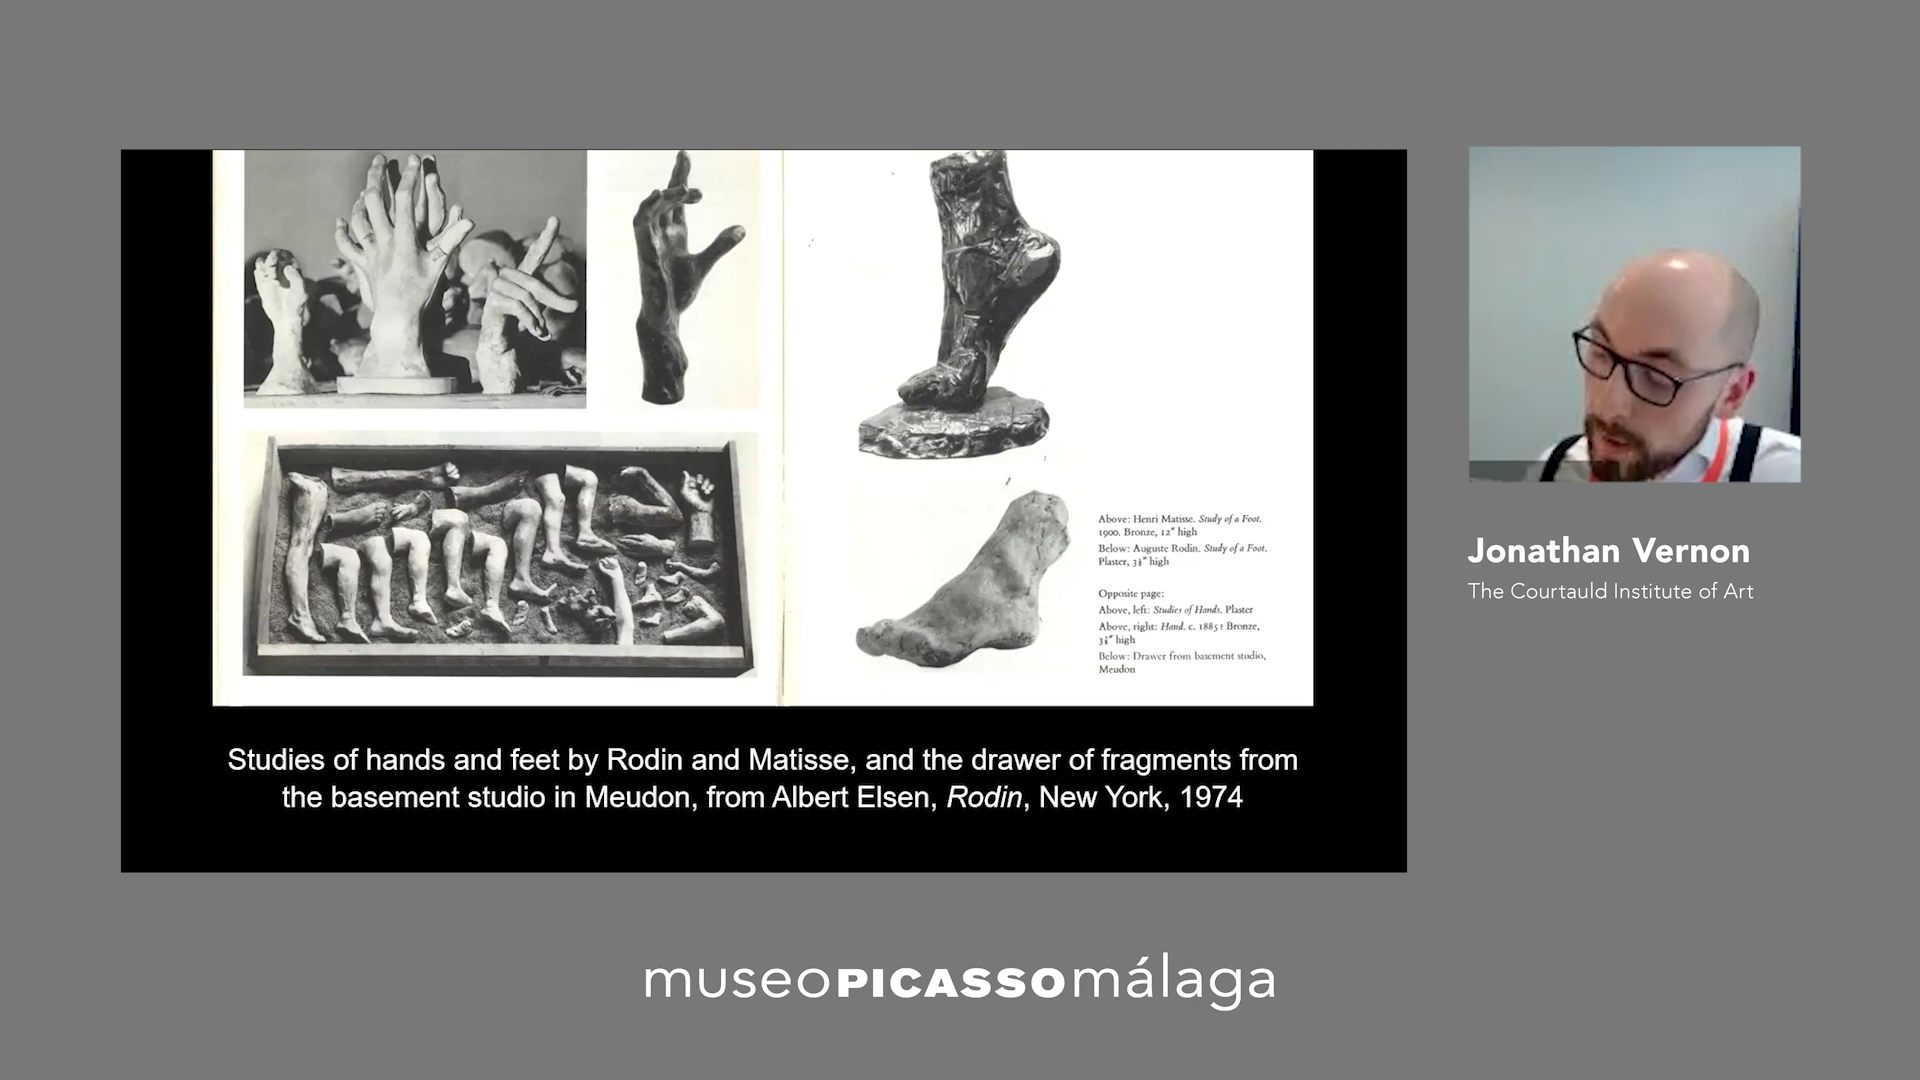 Above: Henri Matisse. Study of a Foot.
1900. Bronze, 12" high
Below: Auguste Rodin. Study of a Foot.
Plaster, 3½" high
Opposite page:
Above, left: Studies of Hands. Plaster
Above, right: Hand. c. 1885? Bronze,
high
Below: Drawer from basement studio,
Meudon
Studies of hands and feet by Rodin and Matisse, and the drawer of fragments from
the basement studio in Meudon, from Albert Elsen, Rodin, New York, 1974
Jonathan Vernon
The Courtauld Institute of Art
museoPICASSOmálaga